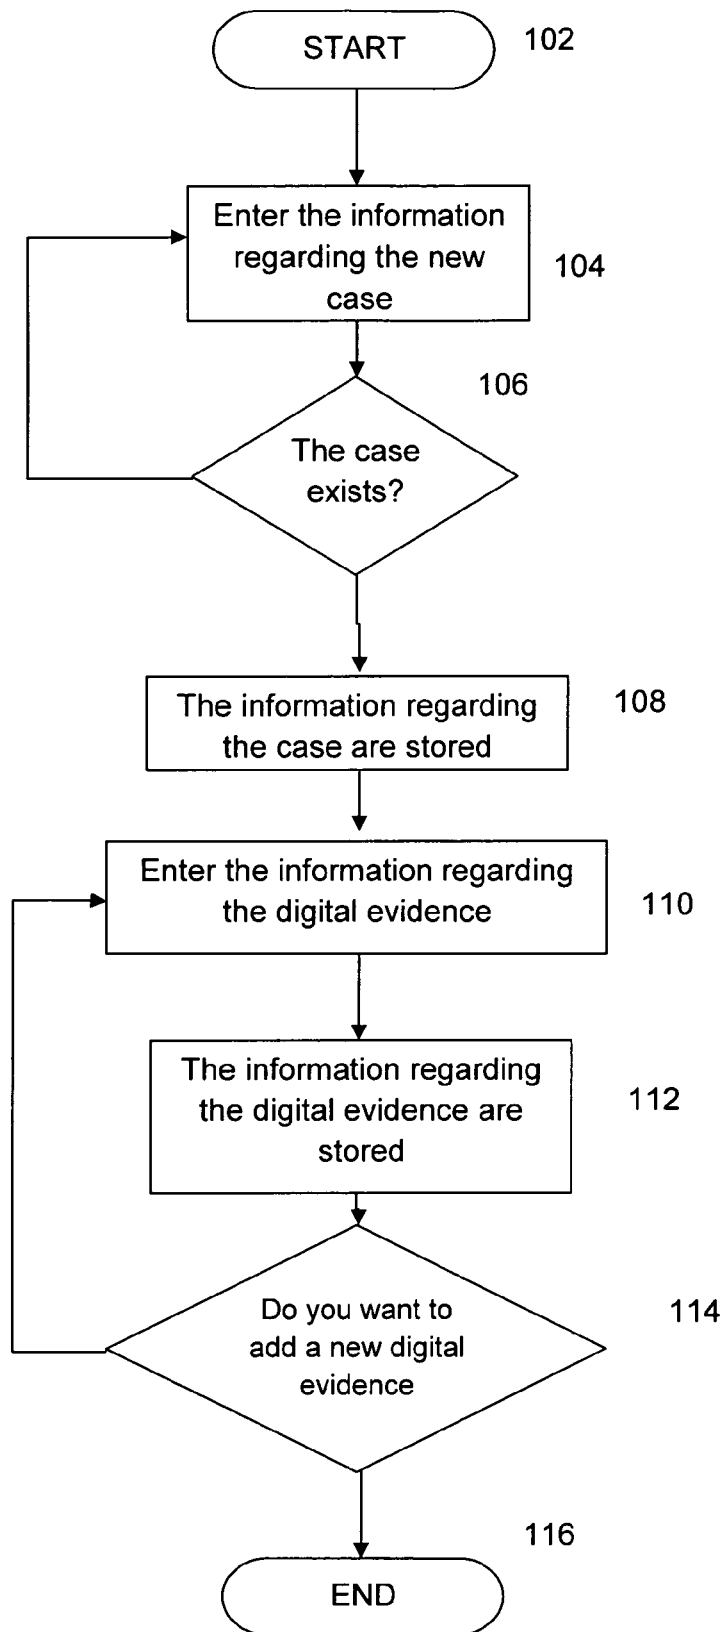 START
102
Enter the information
regarding the new
case
104
106
The case
exists?
The information regarding
the case are stored
108
Enter the information regarding
the digital evidence
110
The information regarding
the digital evidence are
stored
112
Do you want to
add a new digital
evidence
114
116
END